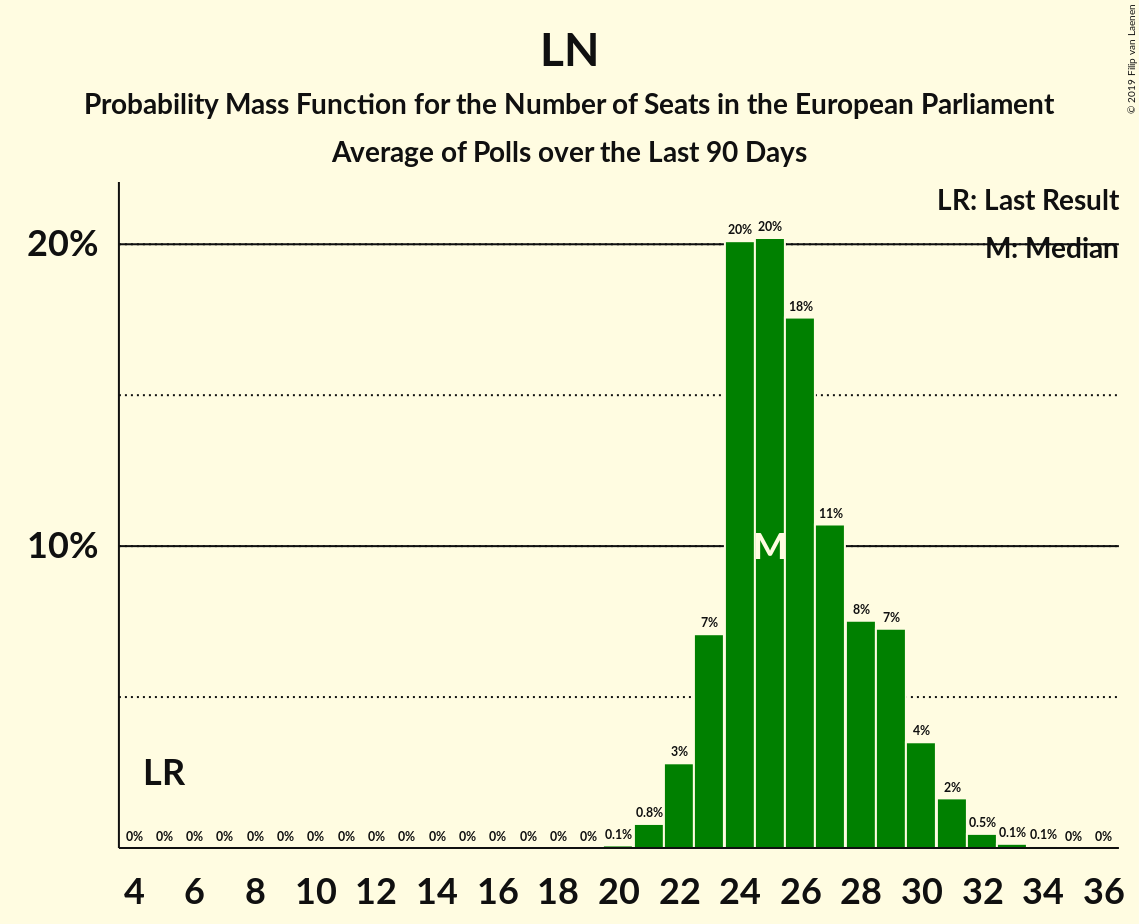 LN
Probability Mass Function for the Number of Seats in the European Parliament
Average of Polls over the Last 90 Days
© 2019 Filip van Laenen
LR: Last Result
M: Median
20%
10%
LR
M
0% 0% 0% 0% 0% 0% 0% 0% 0% 0% 0% 0% 0% 0% 0% 0% 0.1% 0.8% 3% 7% 20% 20% 18% 11% 8% 7% 4% 2% 0.5% 0.1% 0.1% 0% 0%
4 6 8 10 12 14 16 18 20 22 24 26 28 30 32 34 36